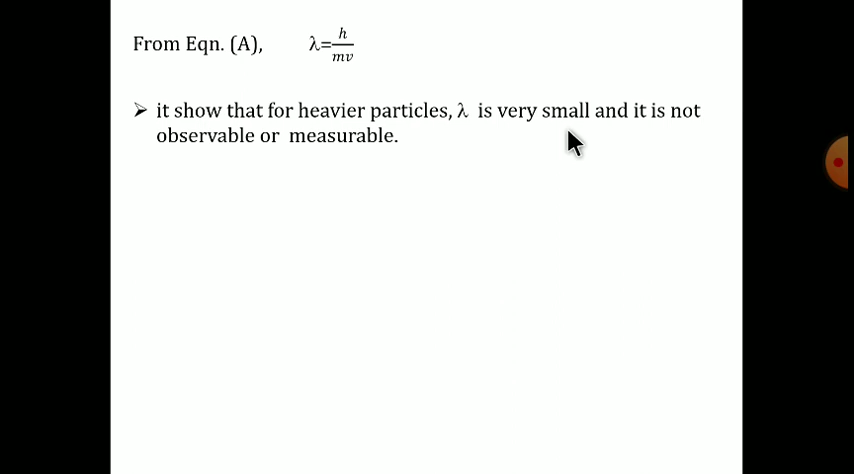 From Eqn. (A), λ=h/mv
➢ it show that for heavier particles, λ is very small and it is not
observable or measurable.